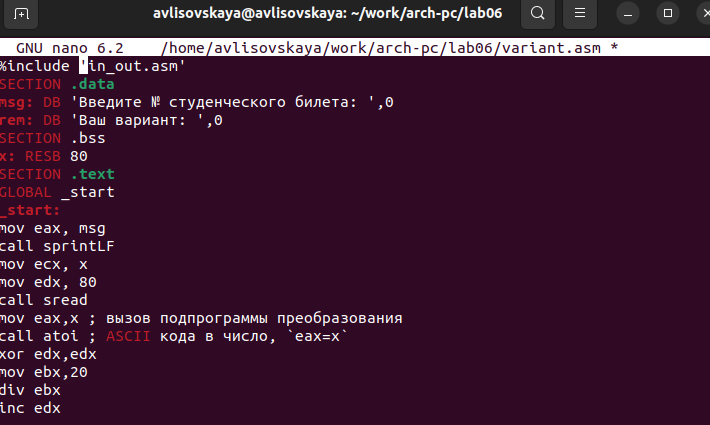 avlisovskaya@avlisovskaya: ~/work/arch-pc/lab06
GNU nano 6.2 /home/avlisovskaya/work/arch-pc/lab06/variant.asm *
%include 'in_out.asm'
SECTION .data
msg: DB 'Введите № студенческого билета: ',0
rem: DB 'Ваш вариант: ',0
SECTION .bss
x: RESB 80
SECTION .text
GLOBAL _start
_start:
mov eax, msg
call sprintLF
mov ecx, x
mov edx, 80
call sread
mov eax,x ; вызов подпрограммы преобразования
call atoi ; ASCII кода в число, `eax=x`
xor edx,edx
mov ebx,20
div ebx
inc edx